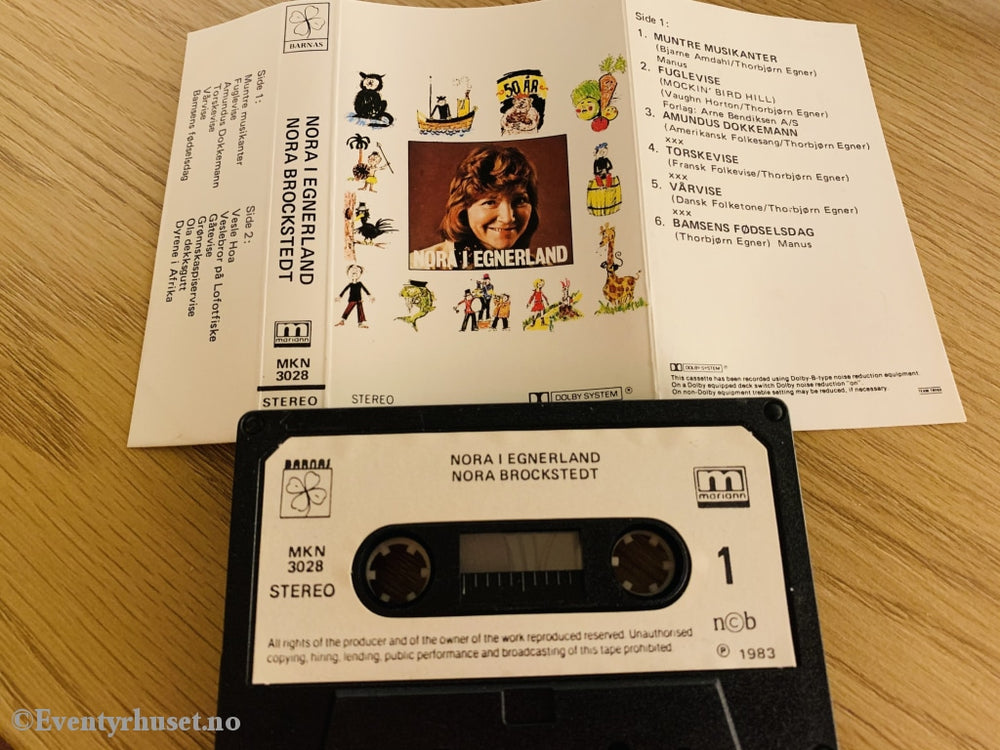 BARNAS
Side 1:
Muntre musikanter
Fuglevise
Amundus Dokkemann
Torskevise
Vårvise
Bamsens fødselsdag
Side 2:
Vesle Hoa
Veslebror på Lofotfiske
Gåtevise
Grønnskaspiservise
Ola dekksgutt
Dyrene i Afrika
NORA I EGNERLAND
NORA BROCKSTEDT
m
mariann
MKN
3028
STEREO
50 ÅR
NORA I EGNERLAND
STEREO
DOLBY SYSTEM ®
Side 1:
1. MUNTRE MUSIKANTER
(Bjarne Amdahl/Thorbjørn Egner)
Manus
2. FUGLEVISE
(MOCKIN' BIRD HILL)
(Vaughn Horton/Thorbjørn Egner)
Forlag: Arne Bendiksen A/S
3. AMUNDUS DOKKEMANN
(Amerikansk Folkesang/Thorbjørn Egner)
xxx
4. TORSKEVISE
(Fransk Folkevise/Thorbjørn Egner)
xxx
5. VÅRVISE
(Dansk Folketone/Thorbjørn Egner)
xxx
6. BAMSENS FØDSELSDAG
(Thorbjørn Egner) Manus
DOLBY SYSTEM ®
This cassette has been recorded using Dolby-B-type noise reduction equipment.
On a Dolby equipped deck switch Dolby noise reduction "on"
On non-Dolby equipment treble setting may be reduced, if necessary.
BARNAS
NORA I EGNERLAND
NORA BROCKSTEDT
m
mariann
MKN
3028
STEREO
1
n©b
All rights of the producer and of the owner of the work reproduced reserved. Unauthorised
copying, hiring, lending, public performance and broadcasting of this tape prohibited.
℗ 1983
©Eventyrhuset.no